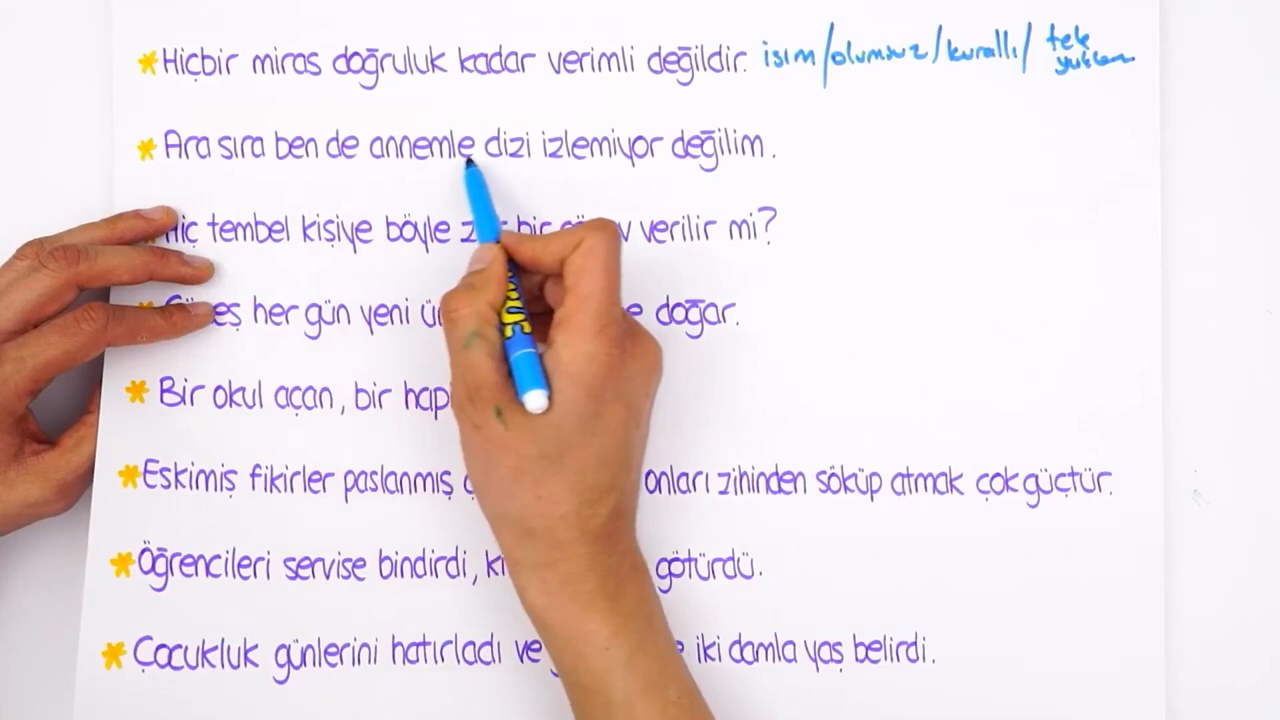 * Hiçbir miras doğruluk kadar verimli değildir. isim/olumsuz/kurallı/ tek yüklem
* Ara sıra ben de annemle dizi izlemiyor değilim.
tembel kişiye böyle bir verilir mi?
her gün yeni doğar.
* Bir okul açan, bir
* Eskimiş fikirler paslanmış onları zihinden söküp atmak çok güçtür.
* Öğrencileri servise bindirdi, götürdü.
* Çocukluk günlerini hatırladı ve iki damla yaş belirdi.